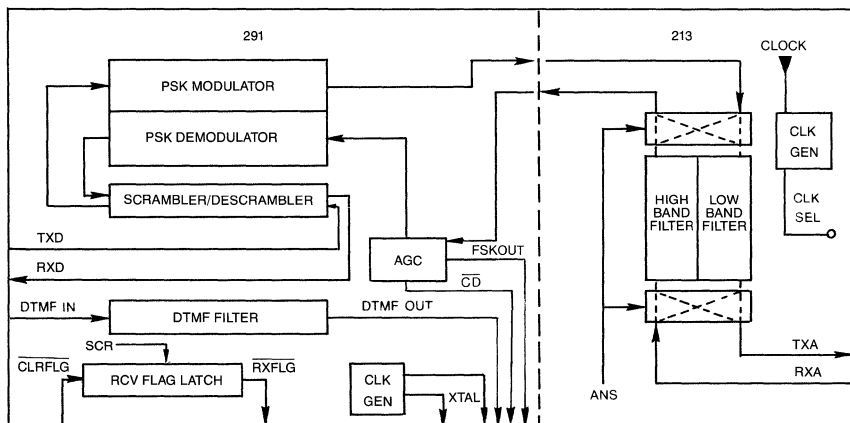 291
213
PSK MODULATOR
PSK DEMODULATOR
SCRAMBLER/DESCRAMBLER
TXD
RXD
AGC
FSKOUT
CD
DTMF IN
DTMF FILTER
DTMF OUT
SCR
CLRFLG
RCV FLAG LATCH
RXFLG
CLK
GEN
XTAL
CLOCK
CLK
GEN
CLK
SEL
HIGH
BAND
FILTER
LOW
BAND
FILTER
ANS
TXA
RXA